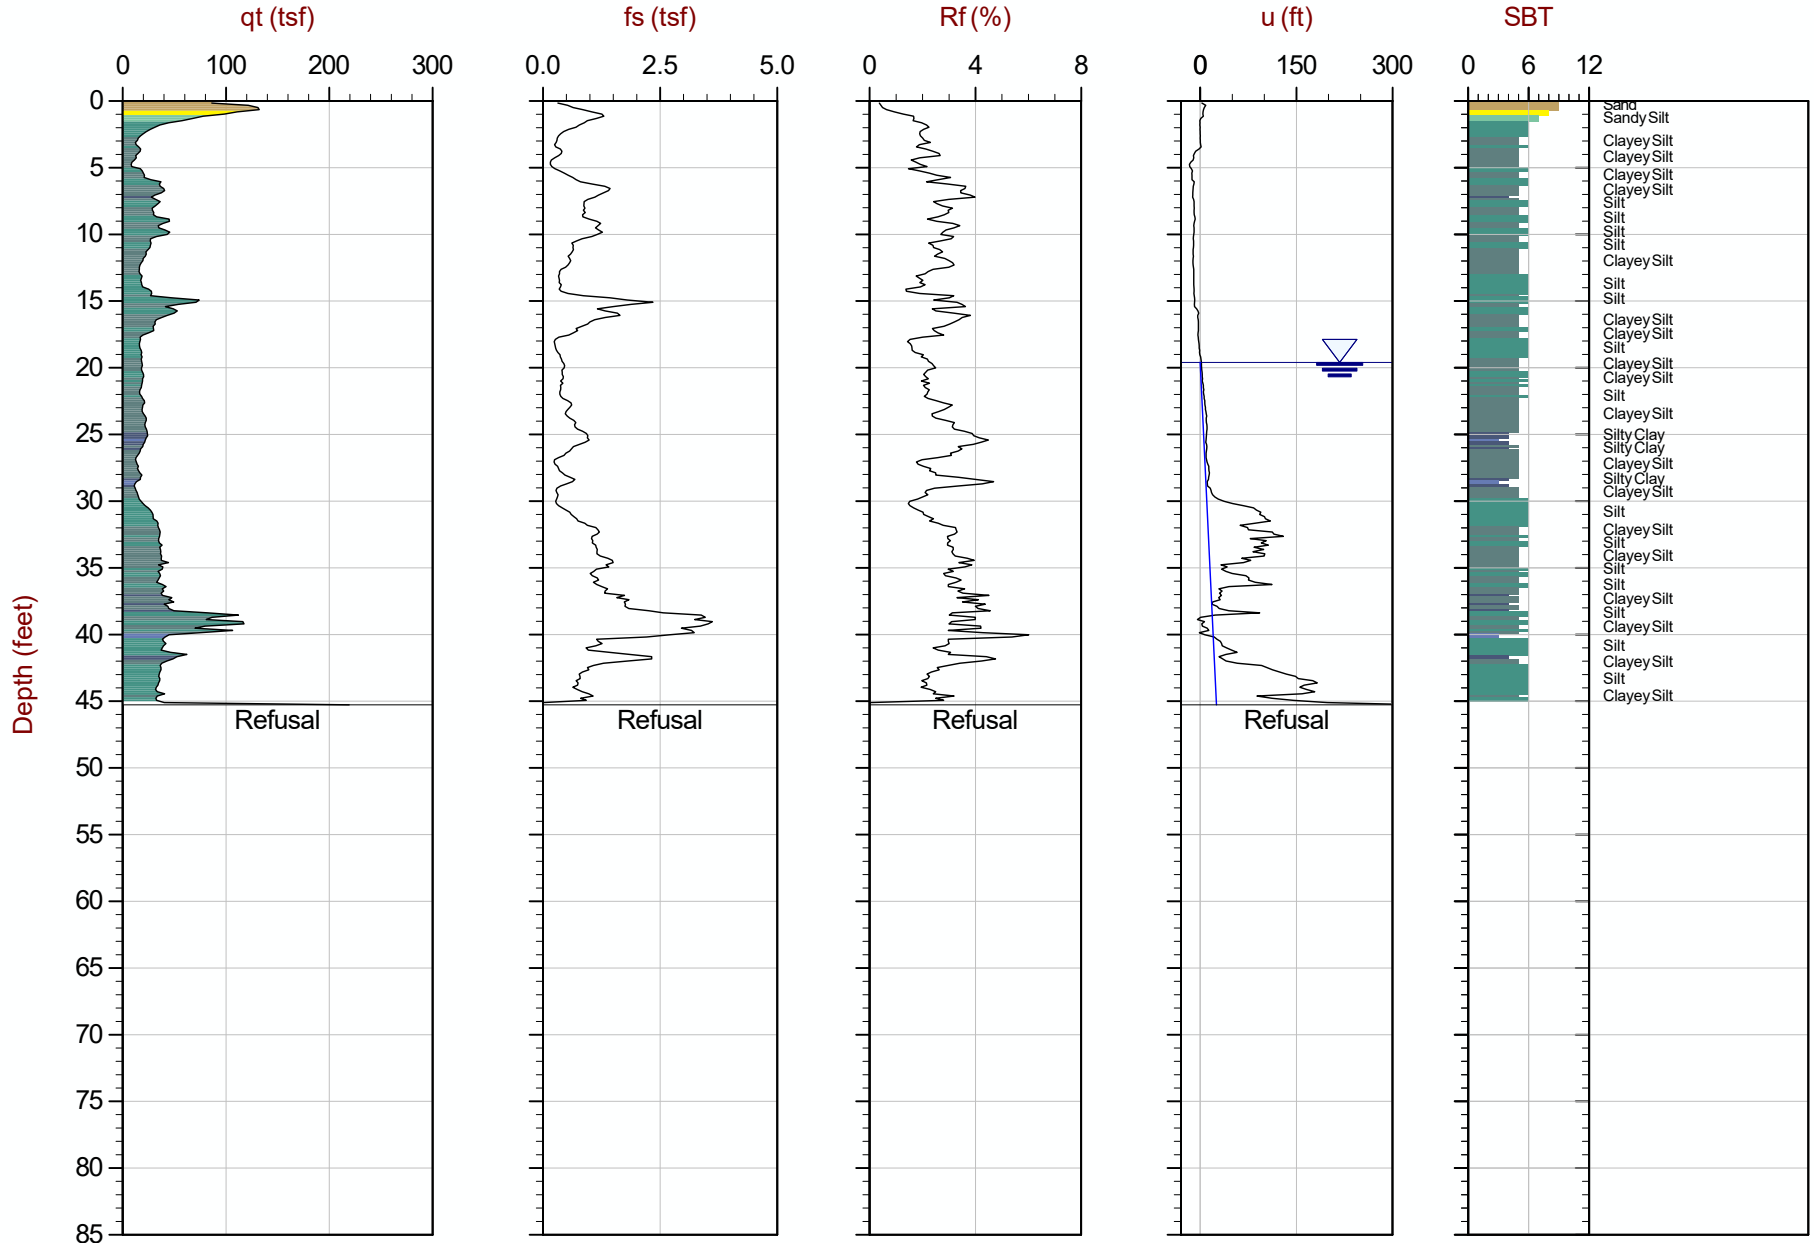 qt (tsf) fs (tsf) Rf (%) u (ft) SBT
0 100 200 300 0.0 2.5 5.0 0 4 8 0 150 300 0 6 12
0
Sand
Sandy Silt
Clayey Silt
Clayey Silt
5
Clayey Silt
Clayey Silt
Silt
Silt
Silt
10
Silt
Clayey Silt
Silt
Silt
15
Clayey Silt
Clayey Silt
Silt
Clayey Silt
20
Clayey Silt
Silt
Clayey Silt
Silty Clay
25
Silty Clay
Clayey Silt
Silty Clay
Clayey Silt
30
Silt
Clayey Silt
Silt
Clayey Silt
Silt
35
Silt
Clayey Silt
Silt
Clayey Silt
40
Silt
Clayey Silt
Silt
Clayey Silt
45
Refusal Refusal Refusal Refusal
50
55
60
65
70
75
80
85
Depth (feet)